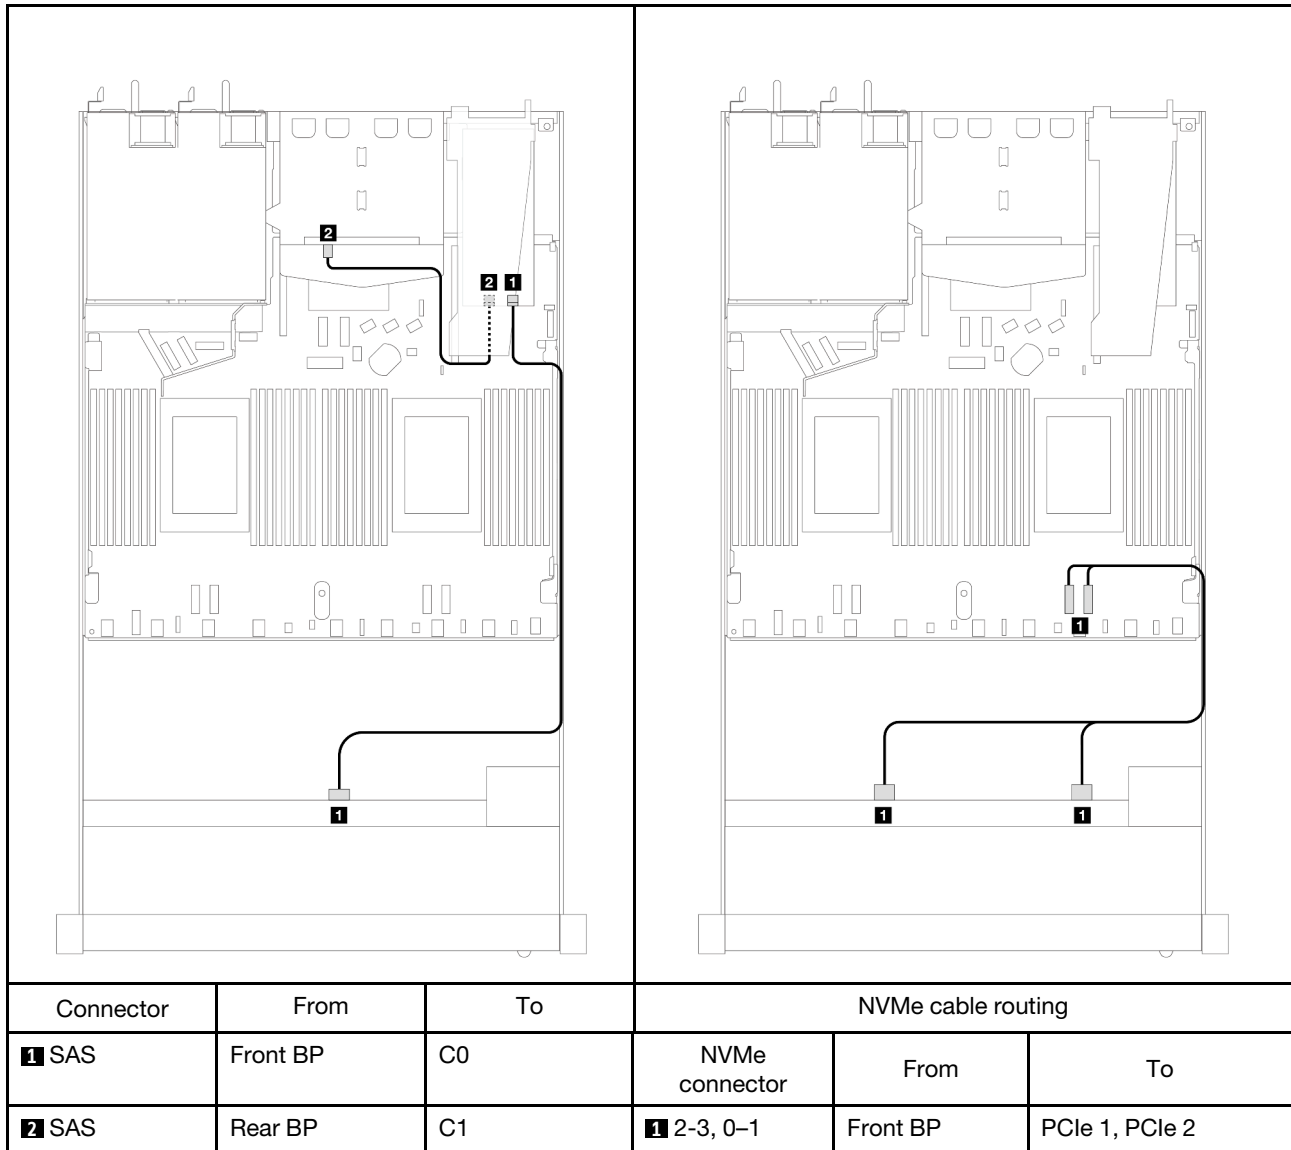 2
2 1
1
1
1 1
Connector From To NVMe cable routing
1 SAS Front BP C0 NVMe connector From To
2 SAS Rear BP C1 1 2-3, 0–1 Front BP PCIe 1, PCIe 2